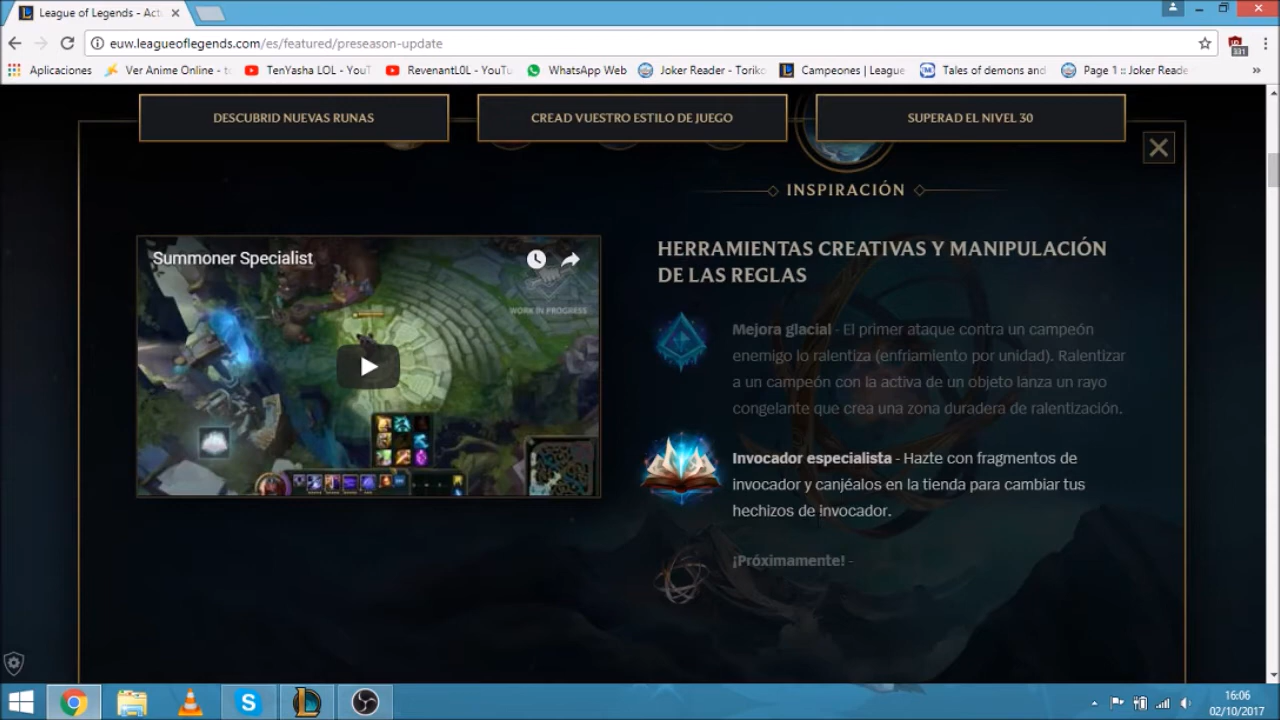 League of Legends - Act
euw.leagueoflegends.com/es/featured/preseason-update
331
Aplicaciones
Ver Anime Online - to
TenYasha LOL - YouT
RevenantL0L - YouTu
WhatsApp Web
Joker Reader - Toriko
Campeones | League
Tales of demons and
Page 1 :: Joker Reade
»
DESCUBRID NUEVAS RUNAS
CREAD VUESTRO ESTILO DE JUEGO
SUPERAD EL NIVEL 30
INSPIRACIÓN
Summoner Specialist
WORK IN PROGRESS
HERRAMIENTAS CREATIVAS Y MANIPULACIÓN
DE LAS REGLAS
Mejora glacial - El primer ataque contra un campeón
enemigo lo ralentiza (enfriamiento por unidad). Ralentizar
a un campeón con la activa de un objeto lanza un rayo
congelante que crea una zona duradera de ralentización.
Invocador especialista - Hazte con fragmentos de
invocador y canjéalos en la tienda para cambiar tus
hechizos de invocador.
¡Próximamente! -
16:06
02/10/2017